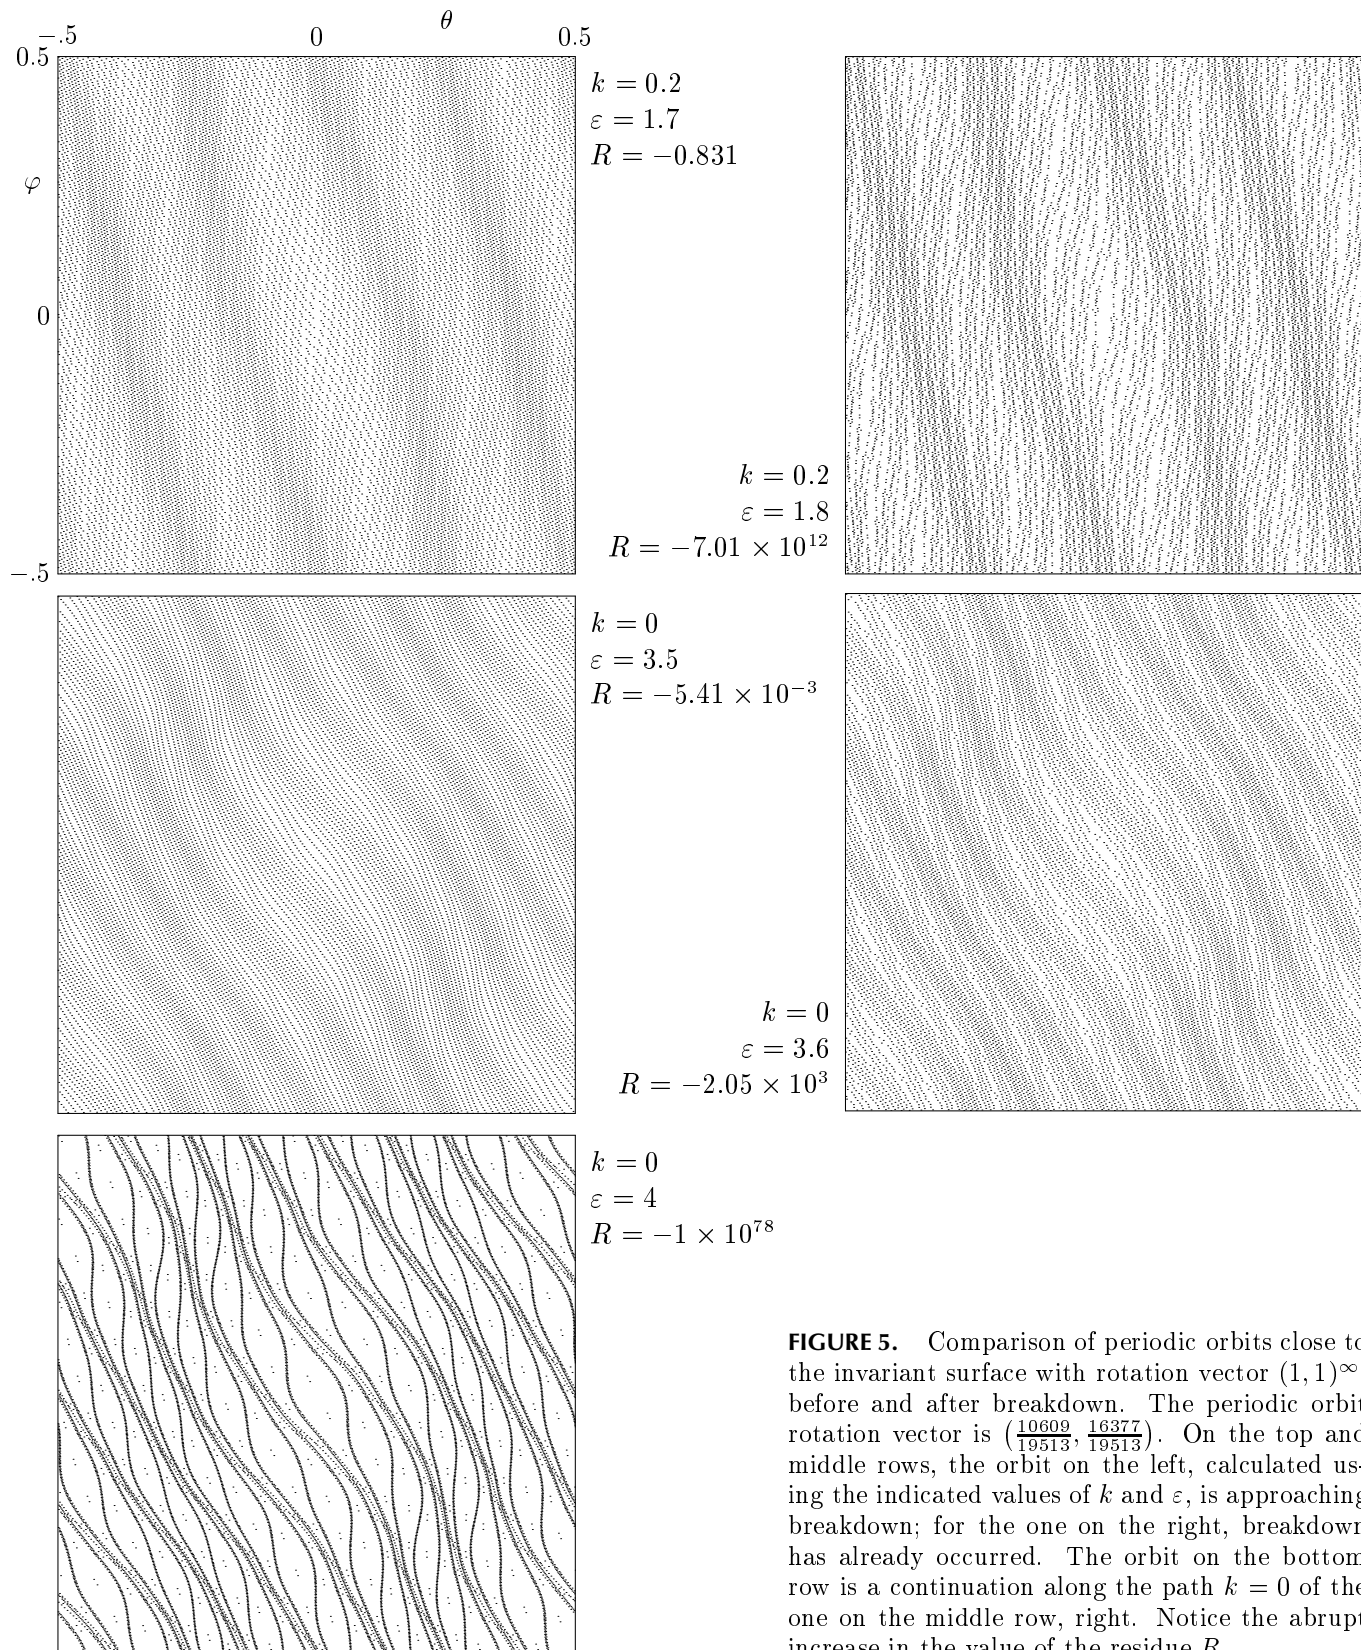 θ
−.5 0 0.5
0.5
φ
0
−.5
k = 0.2
ε = 1.7
R = −0.831
k = 0.2
ε = 1.8
R = −7.01 × 10¹²
k = 0
ε = 3.5
R = −5.41 × 10⁻³
k = 0
ε = 3.6
R = −2.05 × 10³
k = 0
ε = 4
R = −1 × 10⁷⁸
FIGURE 5. Comparison of periodic orbits close to
the invariant surface with rotation vector (1, 1)^∞
before and after breakdown. The periodic orbit
rotation vector is (10609/19513, 16377/19513). On the top and
middle rows, the orbit on the left, calculated us-
ing the indicated values of k and ε, is approaching
breakdown; for the one on the right, breakdown
has already occurred. The orbit on the bottom
row is a continuation along the path k = 0 of the
one on the middle row, right. Notice the abrupt
increase in the value of the residue R